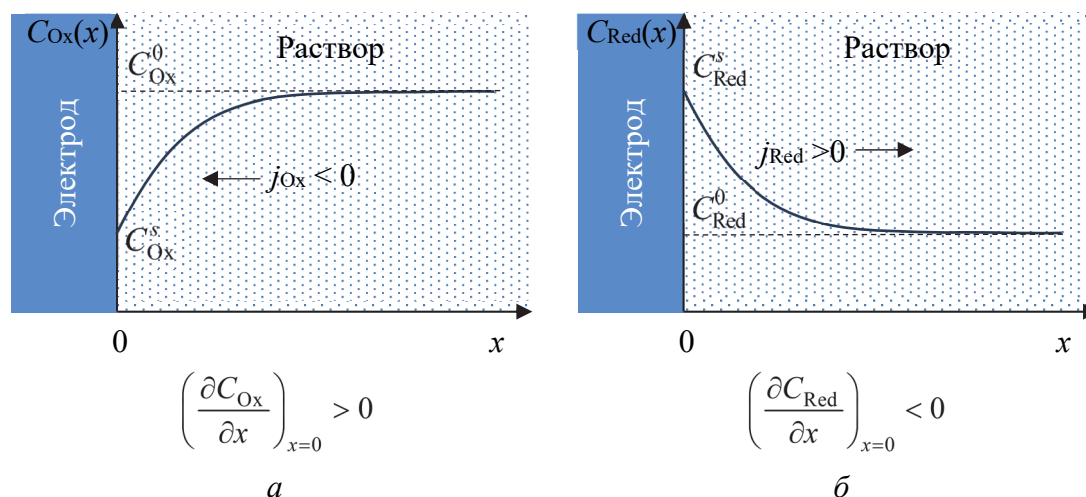 C_Ox(x)
Раствор
C^0_Ox
Электрод
j_Ox < 0
C^s_Ox
0
x
(∂C_Ox/∂x)_{x=0} > 0
а
C_Red(x)
Раствор
C^s_Red
Электрод
j_Red >0
C^0_Red
0
x
(∂C_Red/∂x)_{x=0} < 0
б